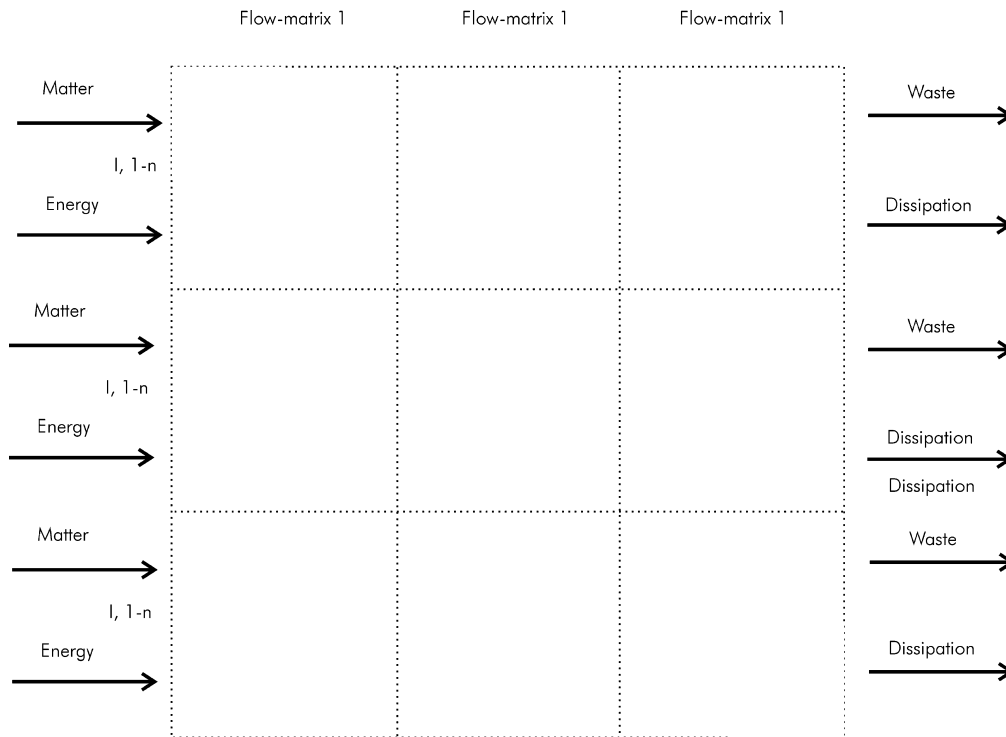 Flow-matrix 1 Flow-matrix 1 Flow-matrix 1
Matter
Waste
I, 1-n
Energy
Dissipation
Matter
Waste
I, 1-n
Energy
Dissipation
Dissipation
Matter
Waste
I, 1-n
Energy
Dissipation